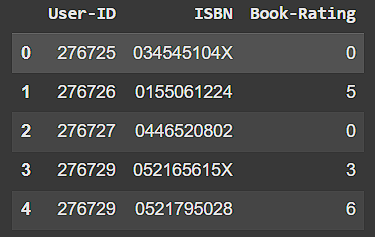 User-ID ISBN Book-Rating
0 276725 034545104X 0
1 276726 0155061224 5
2 276727 0446520802 0
3 276729 052165615X 3
4 276729 0521795028 6